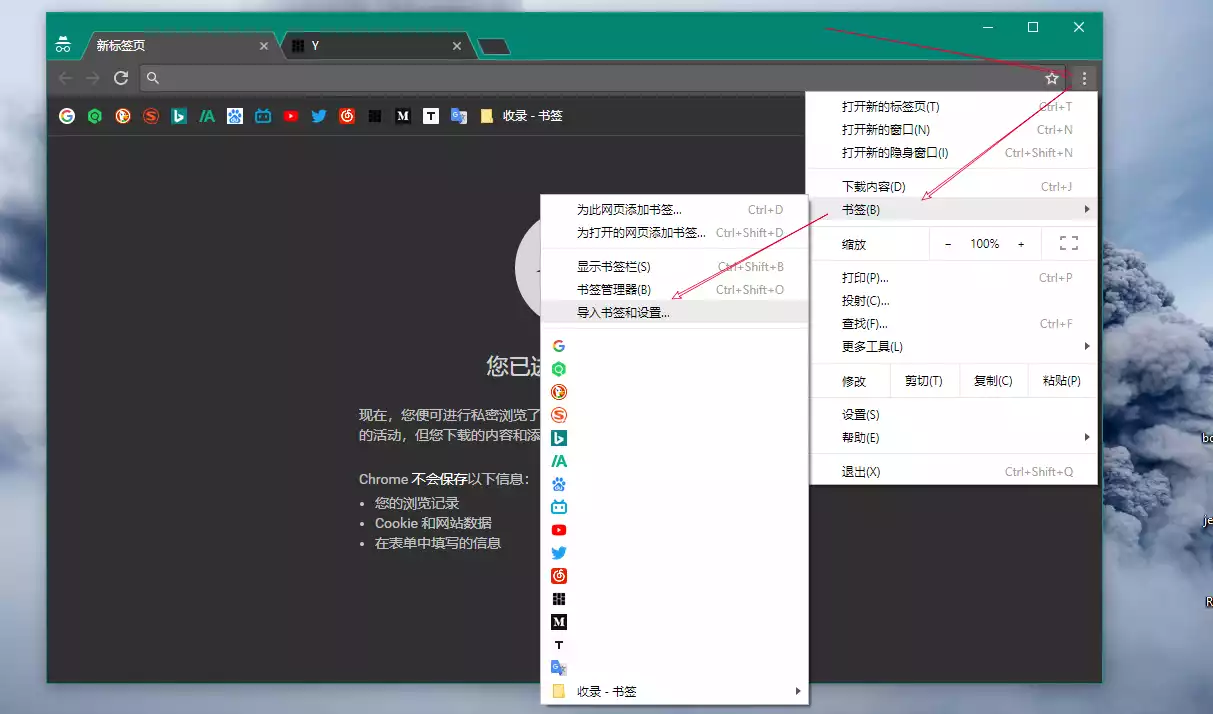 新标签页
Y
收录 - 书签
打开新的标签页(T) Ctrl+T
打开新的窗口(N) Ctrl+N
打开新的隐身窗口(I) Ctrl+Shift+N
下载内容(D) Ctrl+J
书签(B)
缩放 - 100% +
打印(P)... Ctrl+P
投射(C)...
查找(F)... Ctrl+F
更多工具(L)
修改 剪切(T) 复制(C) 粘贴(P)
设置(S)
帮助(E)
退出(X) Ctrl+Shift+Q
为此网页添加书签... Ctrl+D
为打开的网页添加书签... Ctrl+Shift+D
显示书签栏(S) Ctrl+Shift+B
书签管理器(B) Ctrl+Shift+O
导入书签和设置...
收录 - 书签
您已进
现在，您便可进行私密浏览了
的活动，但您下载的内容和添
Chrome 不会保存以下信息：
• 您的浏览记录
• Cookie 和网站数据
• 在表单中填写的信息